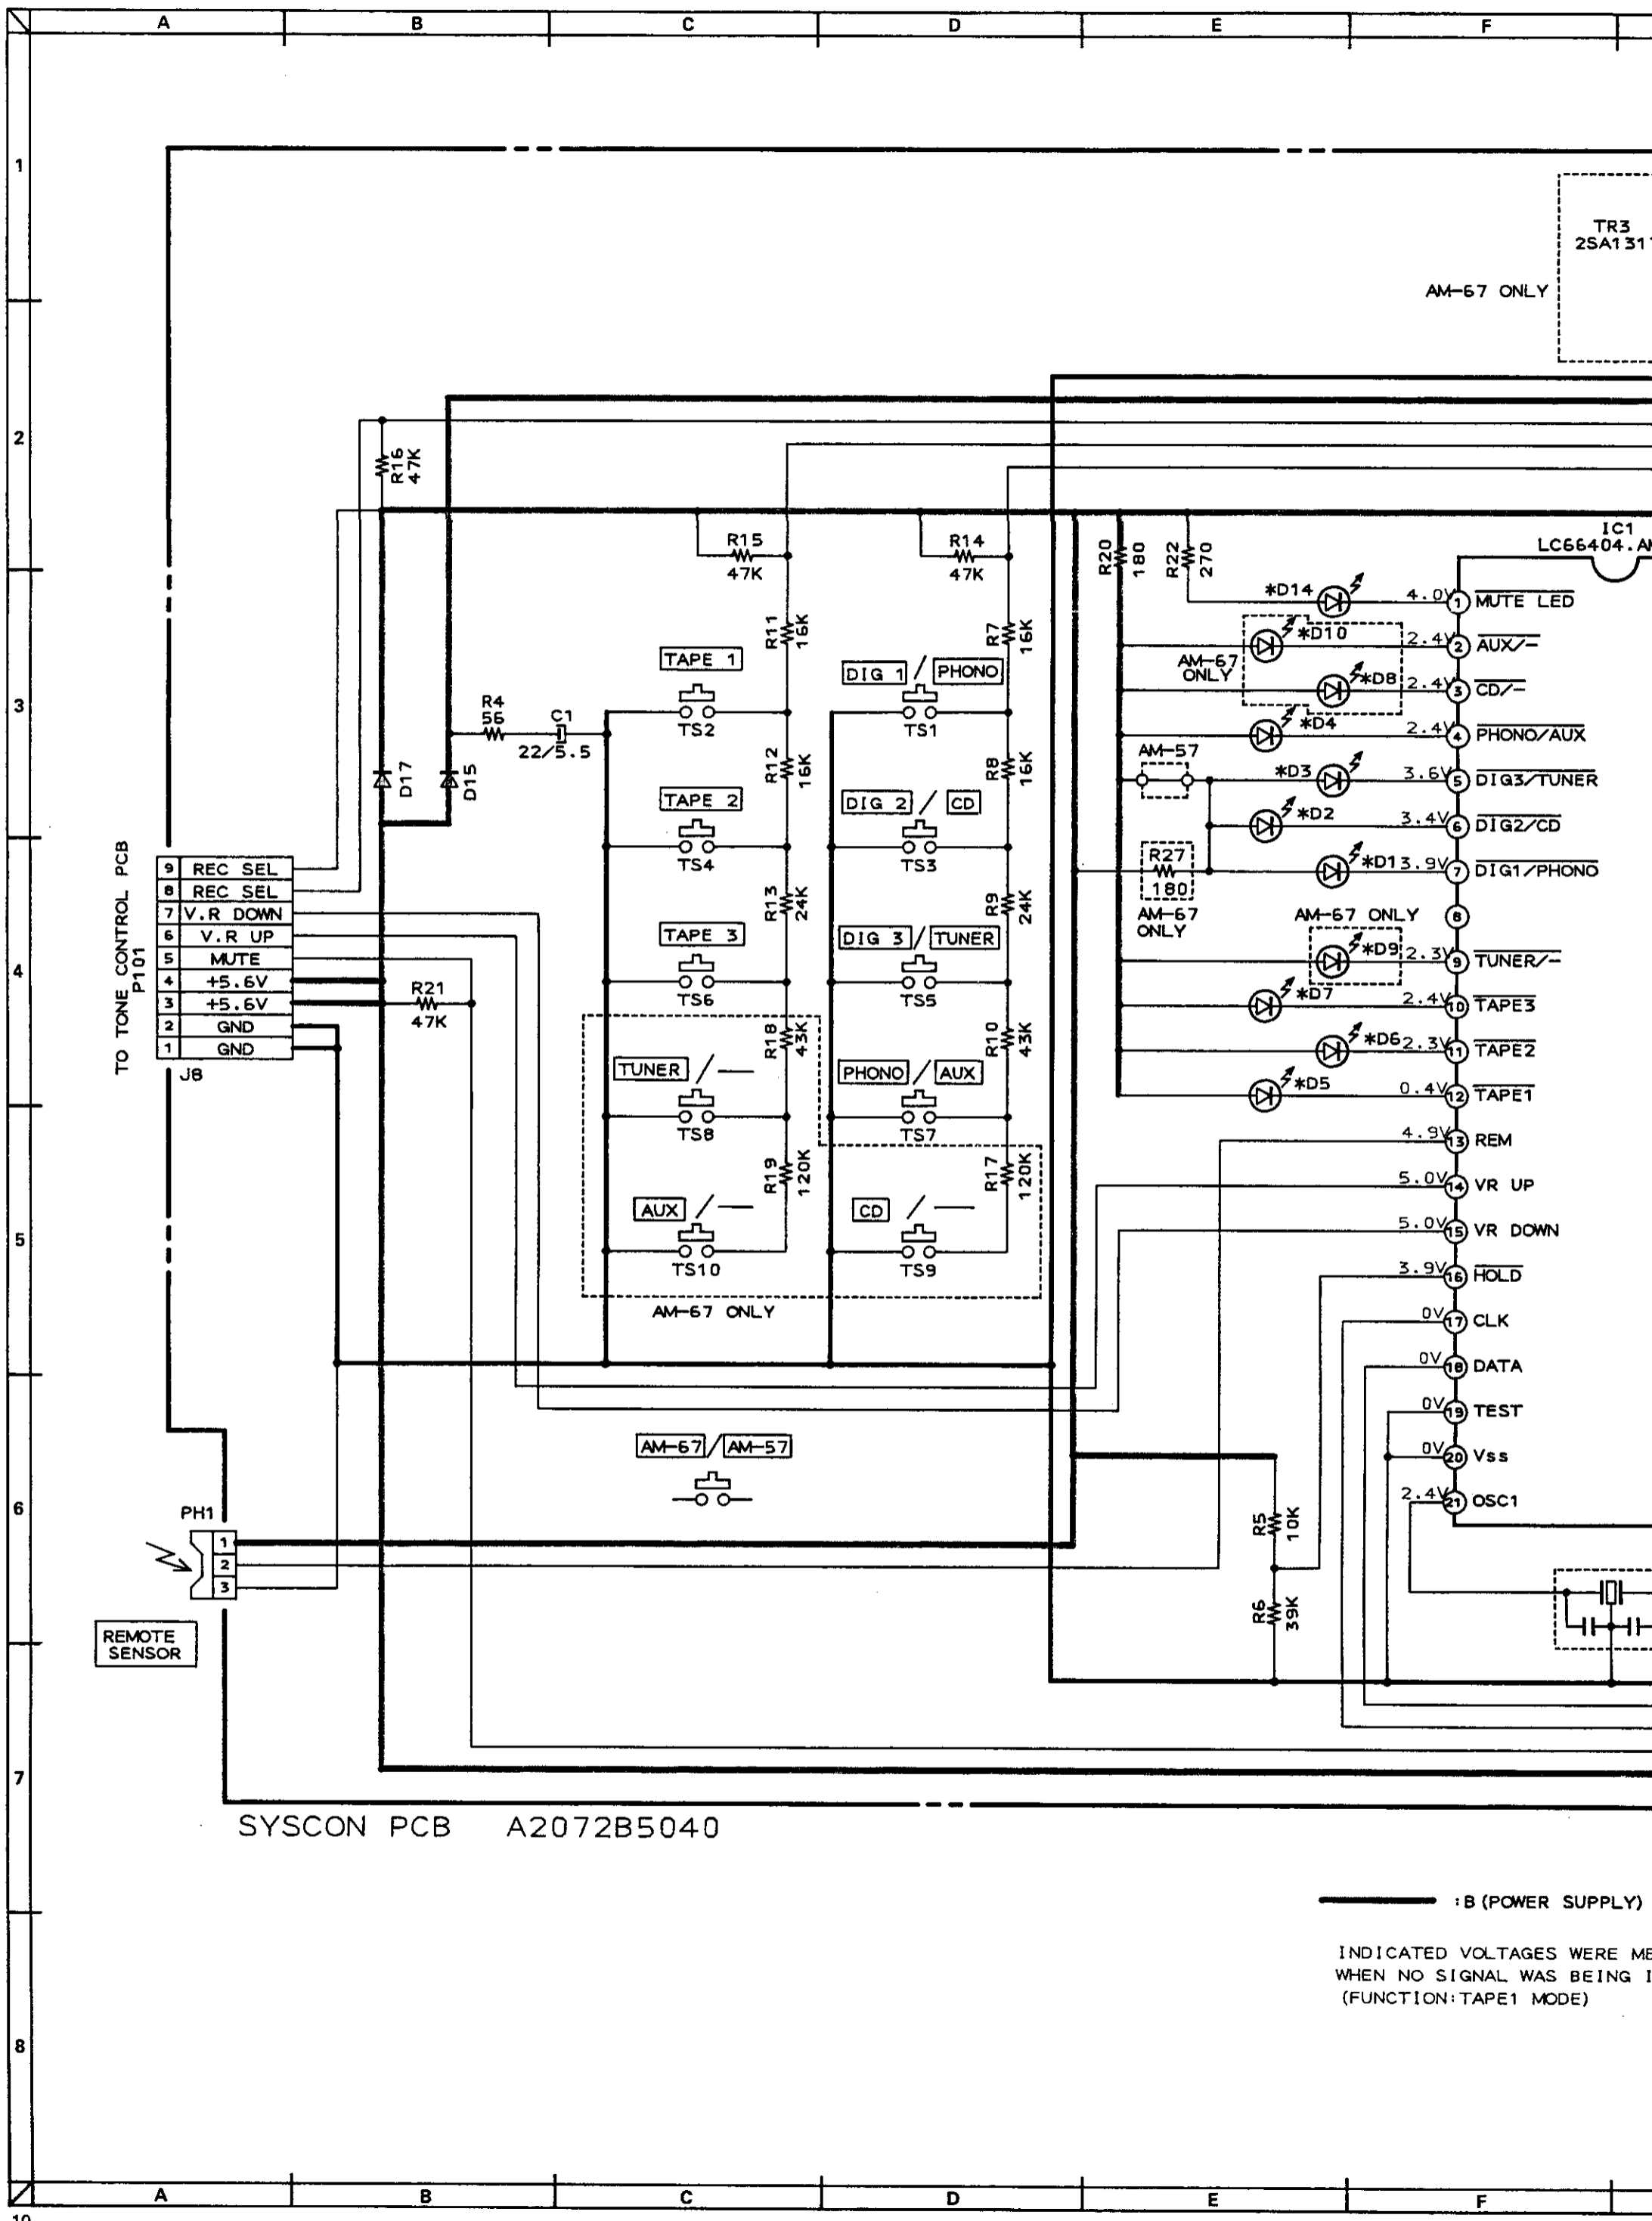 A B C D E F
1
TR3
2SA131
AM-67 ONLY
2
R16
47K
R15
47K
R14
47K
R20
180
R22
270
IC1
LC66404.AM
*D14 4.0V 1 MUTE LED
R11
16K
R7
16K
*D10 2.4V 2 AUX/-
AM-67
ONLY
TAPE 1
DIG 1 / PHONO
*D8 2.4V 3 CD/-
3
R4
56
C1
22/5.5
TS2
TS1
*D4 2.4V 4 PHONO/AUX
AM-57
R12
16K
R8
16K
D17
D15
*D3 3.6V 5 DIG3/TUNER
TAPE 2
DIG 2 / CD
*D2 3.4V 6 DIG2/CD
TS4
TS3
R27
180
AM-67
ONLY
*D1 3.9V 7 DIG1/PHONO
TO TONE CONTROL PCB
P101
9 REC SEL
8 REC SEL
7 V.R DOWN
6 V.R UP
5 MUTE
4 +5.6V
3 +5.6V
2 GND
1 GND
J8
R13
24K
R9
24K
8
AM-67 ONLY
TAPE 3
DIG 3 / TUNER
*D9 2.3V 9 TUNER/-
4
R21
47K
TS6
TS5
*D7 2.4V 10 TAPE3
R18
43K
R10
43K
*D6 2.3V 11 TAPE2
TUNER / —
PHONO / AUX
*D5 0.4V 12 TAPE1
TS8
TS7
4.9V 13 REM
R19
120K
R17
120K
5.0V 14 VR UP
AUX / —
CD / —
5
5.0V 15 VR DOWN
TS10
TS9
3.9V 16 HOLD
AM-67 ONLY
0V 17 CLK
0V 18 DATA
0V 19 TEST
AM-67 / AM-57
0V 20 Vss
6
2.4V 21 OSC1
PH1
1
2
3
R5
10K
R6
39K
REMOTE
SENSOR
7
SYSCON PCB A2072B5040
:B (POWER SUPPLY)
INDICATED VOLTAGES WERE ME
WHEN NO SIGNAL WAS BEING I
(FUNCTION:TAPE1 MODE)
8
A B C D E F